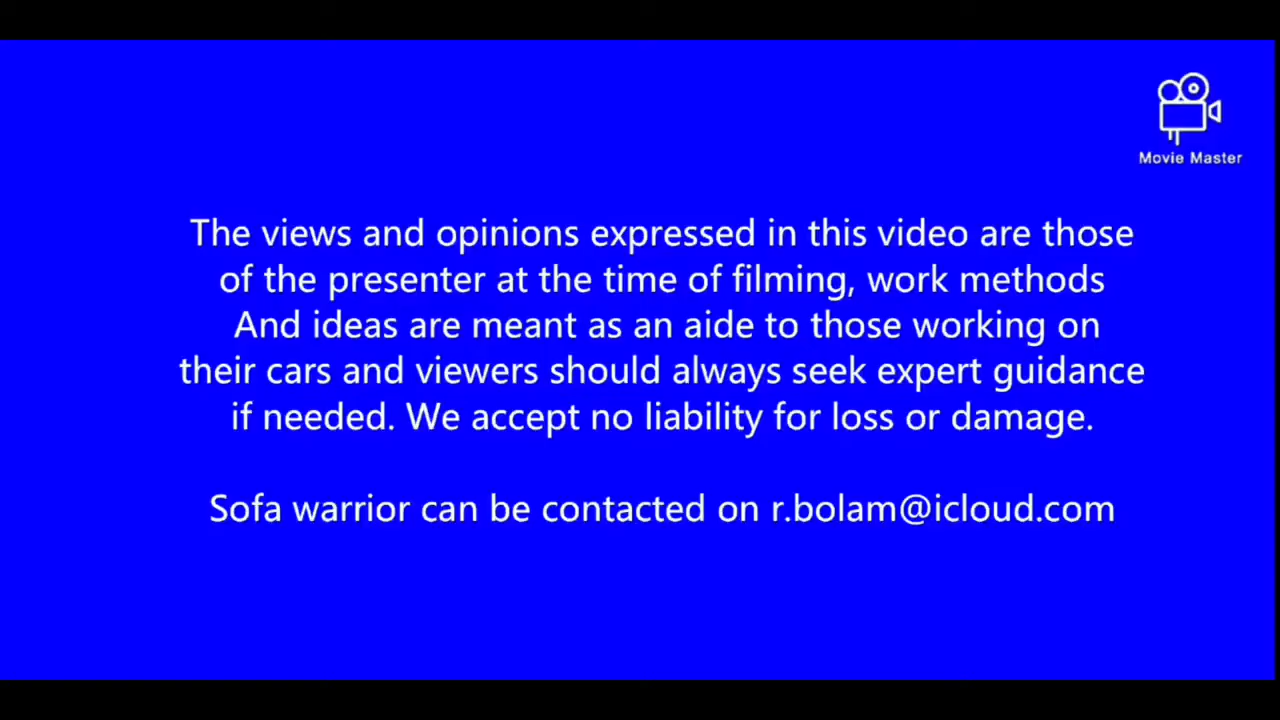 Movie Master
The views and opinions expressed in this video are those
of the presenter at the time of filming, work methods
And ideas are meant as an aide to those working on
their cars and viewers should always seek expert guidance
if needed. We accept no liability for loss or damage.
Sofa warrior can be contacted on r.bolam@icloud.com